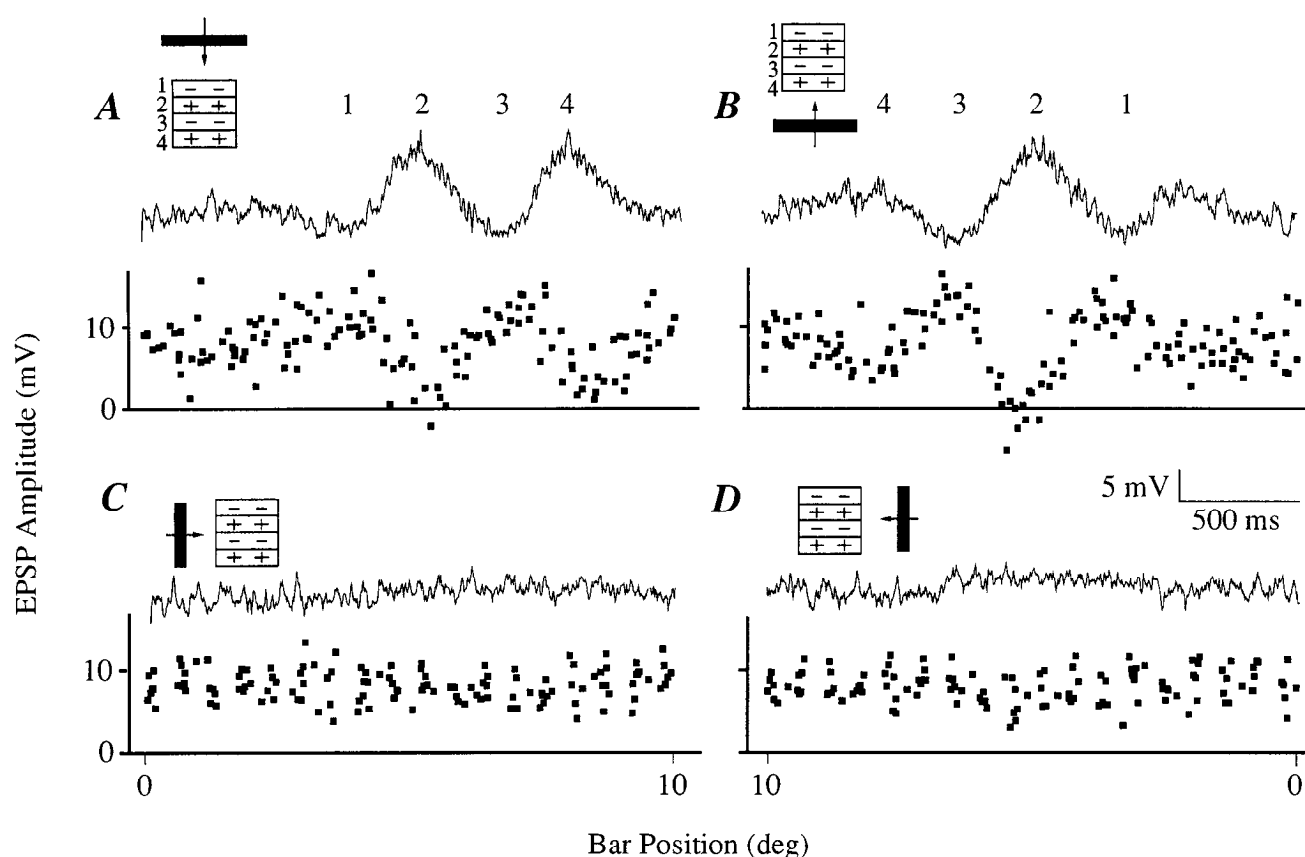 A
1 - -
2 + +
3 - -
4 + +
1 2 3 4
B
1 - -
2 + +
3 - -
4 + +
4 3 2 1
10
0
EPSP Amplitude (mV)
C
- -
+ +
- -
+ +
D
- -
+ +
- -
+ +
5 mV
500 ms
10
0
0 10
10 0
Bar Position (deg)